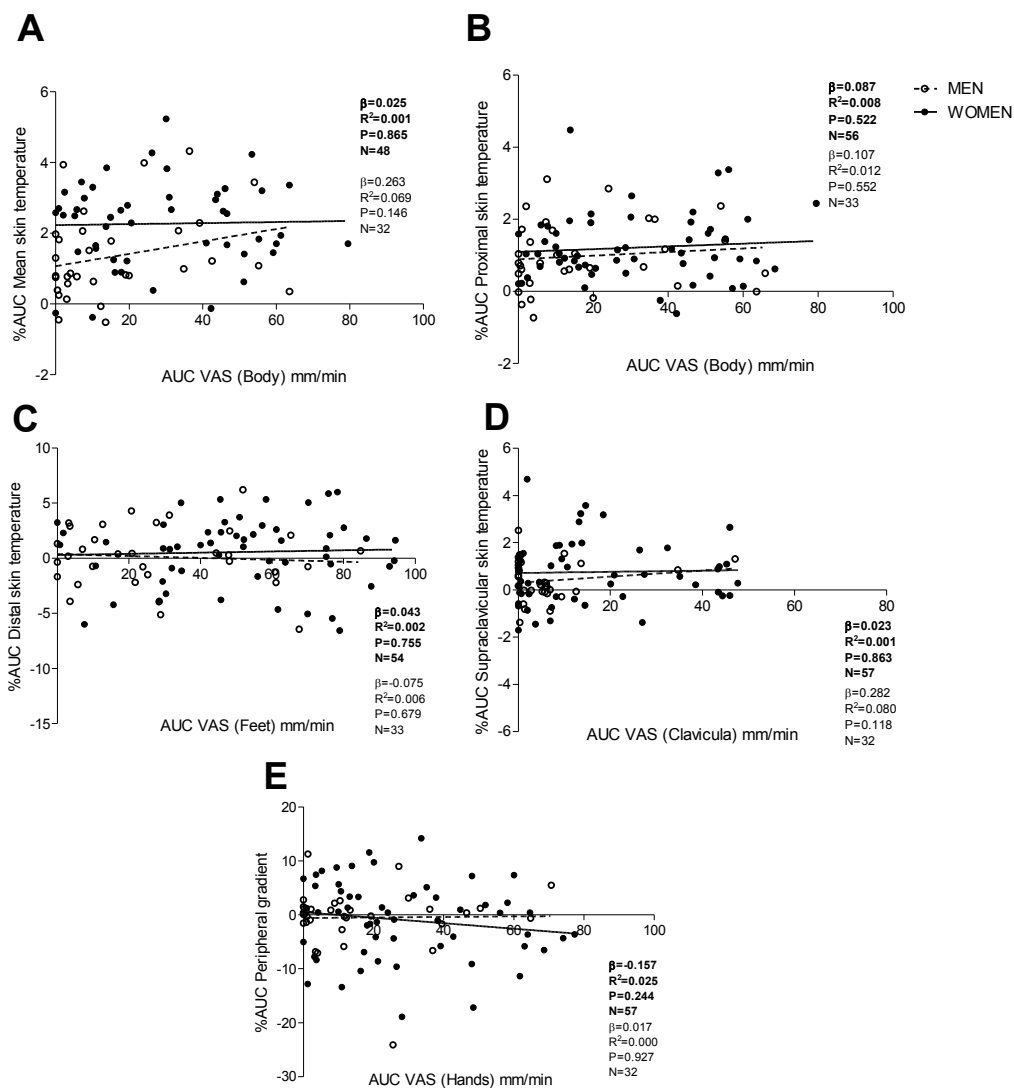 A
%AUC Mean skin temperature
6
4
2
0
-2
20
40
60
80
100
AUC VAS (Body) mm/min
β=0.025
R²=0.001
P=0.865
N=48
β=0.263
R²=0.069
P=0.146
N=32
B
%AUC Proximal skin temperature
6
4
2
0
-2
20
40
60
80
100
AUC VAS (Body) mm/min
β=0.087
R²=0.008
P=0.522
N=56
β=0.107
R²=0.012
P=0.552
N=33
MEN
WOMEN
C
%AUC Distal skin temperature
10
5
0
-5
-10
-15
20
40
60
80
100
AUC VAS (Feet) mm/min
β=0.043
R²=0.002
P=0.755
N=54
β=-0.075
R²=0.006
P=0.679
N=33
D
%AUC Supraclavicular skin temperature
6
4
2
0
-2
-4
-6
20
40
60
80
AUC VAS (Clavicula) mm/min
β=0.023
R²=0.001
P=0.863
N=57
β=0.282
R²=0.080
P=0.118
N=32
E
%AUC Peripheral gradient
20
10
0
-10
-20
-30
20
40
60
80
100
AUC VAS (Hands) mm/min
β=-0.157
R²=0.025
P=0.244
N=57
β=0.017
R²=0.000
P=0.927
N=32